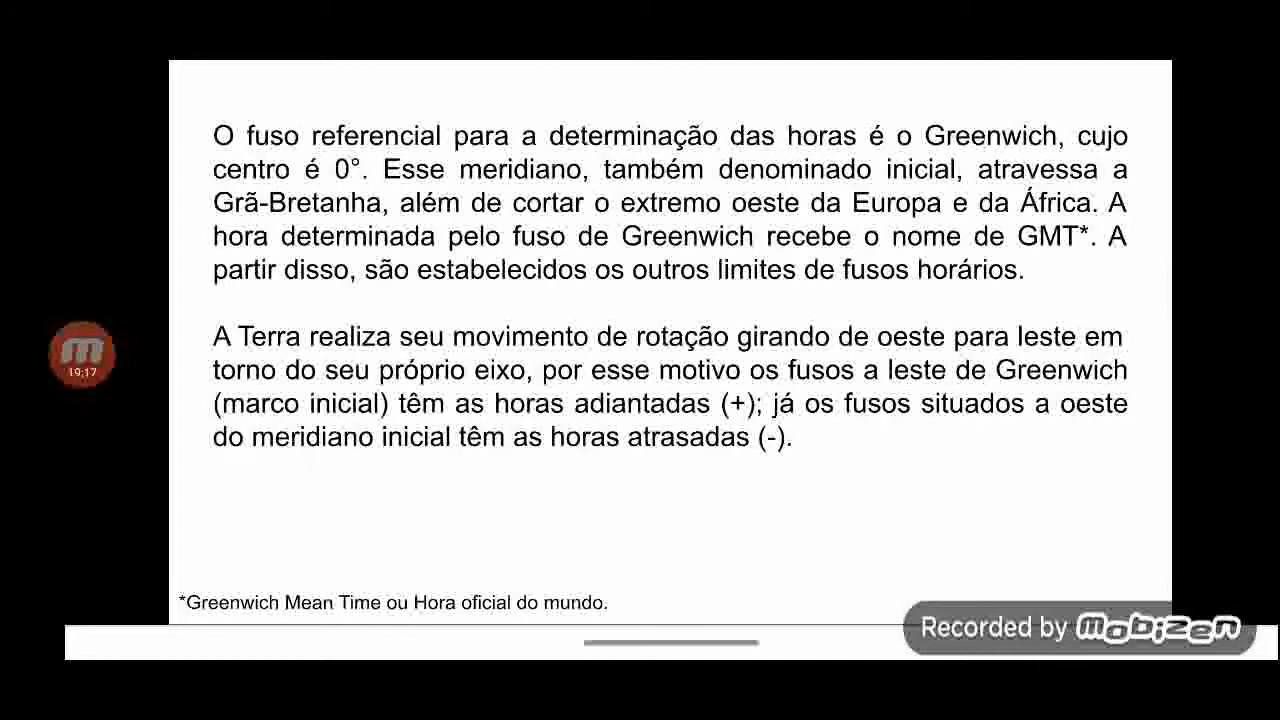 O fuso referencial para a determinação das horas é o Greenwich, cujo
centro é 0°. Esse meridiano, também denominado inicial, atravessa a
Grã-Bretanha, além de cortar o extremo oeste da Europa e da África. A
hora determinada pelo fuso de Greenwich recebe o nome de GMT*. A
partir disso, são estabelecidos os outros limites de fusos horários.
A Terra realiza seu movimento de rotação girando de oeste para leste em
torno do seu próprio eixo, por esse motivo os fusos a leste de Greenwich
(marco inicial) têm as horas adiantadas (+); já os fusos situados a oeste
do meridiano inicial têm as horas atrasadas (-).
m
19:17
*Greenwich Mean Time ou Hora oficial do mundo.
Recorded by mobizen